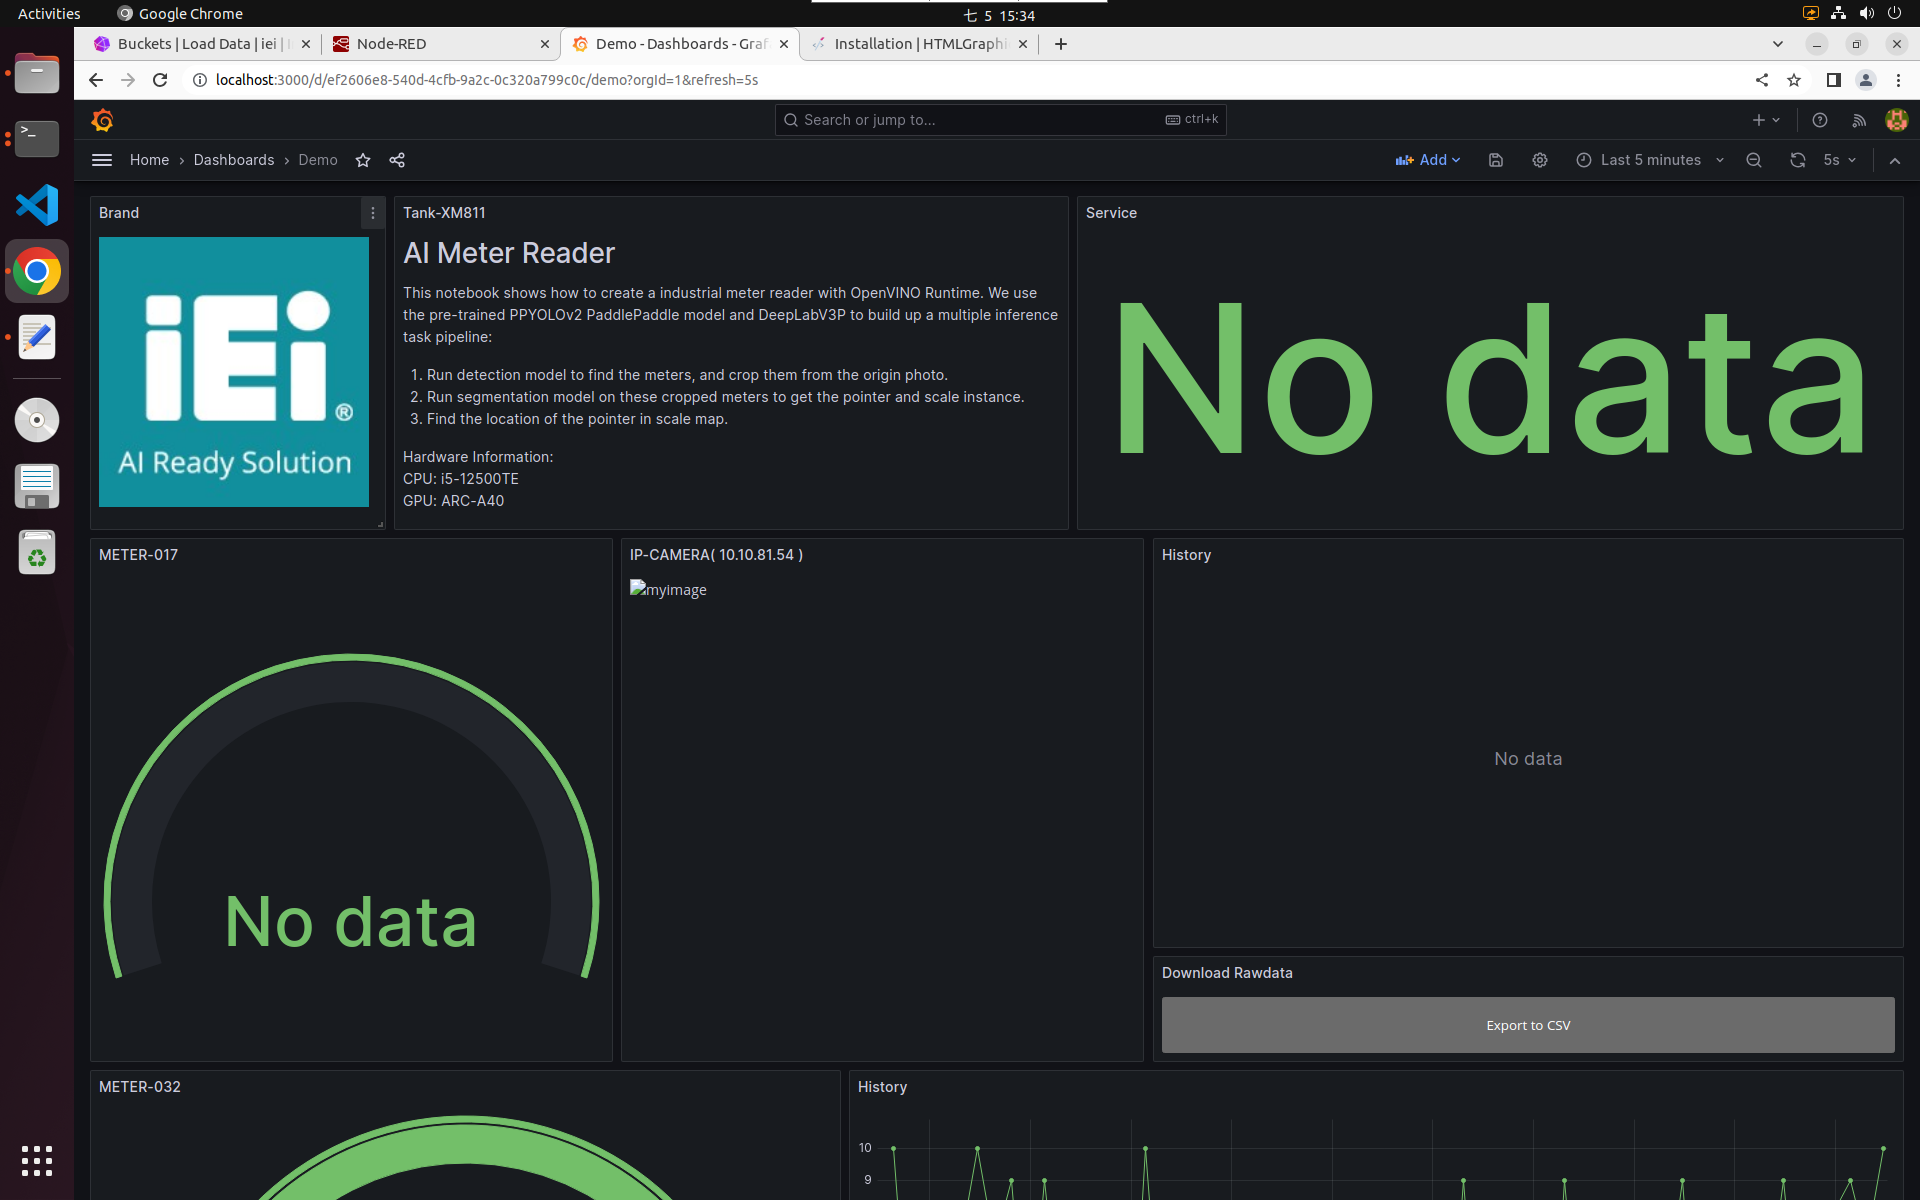 Activities
Google Chrome
七 5 15:34
Buckets | Load Data | iei |
Node-RED
Demo - Dashboards - Graf
Installation | HTMLGraphi
localhost:3000/d/ef2606e8-540d-4cfb-9a2c-0c320a799c0c/demo?orgId=1&refresh=5s
Search or jump to...
ctrl+k
Home › Dashboards › Demo
Add
Last 5 minutes
5s
Brand
iEi®
AI Ready Solution
Tank-XM811
AI Meter Reader
This notebook shows how to create a industrial meter reader with OpenVINO Runtime. We use
the pre-trained PPYOLOv2 PaddlePaddle model and DeepLabV3P to build up a multiple inference
task pipeline:
1. Run detection model to find the meters, and crop them from the origin photo.
2. Run segmentation model on these cropped meters to get the pointer and scale instance.
3. Find the location of the pointer in scale map.
Hardware Information:
CPU: i5-12500TE
GPU: ARC-A40
Service
No data
METER-017
No data
IP-CAMERA( 10.10.81.54 )
myimage
History
No data
Download Rawdata
Export to CSV
METER-032
History
10
9